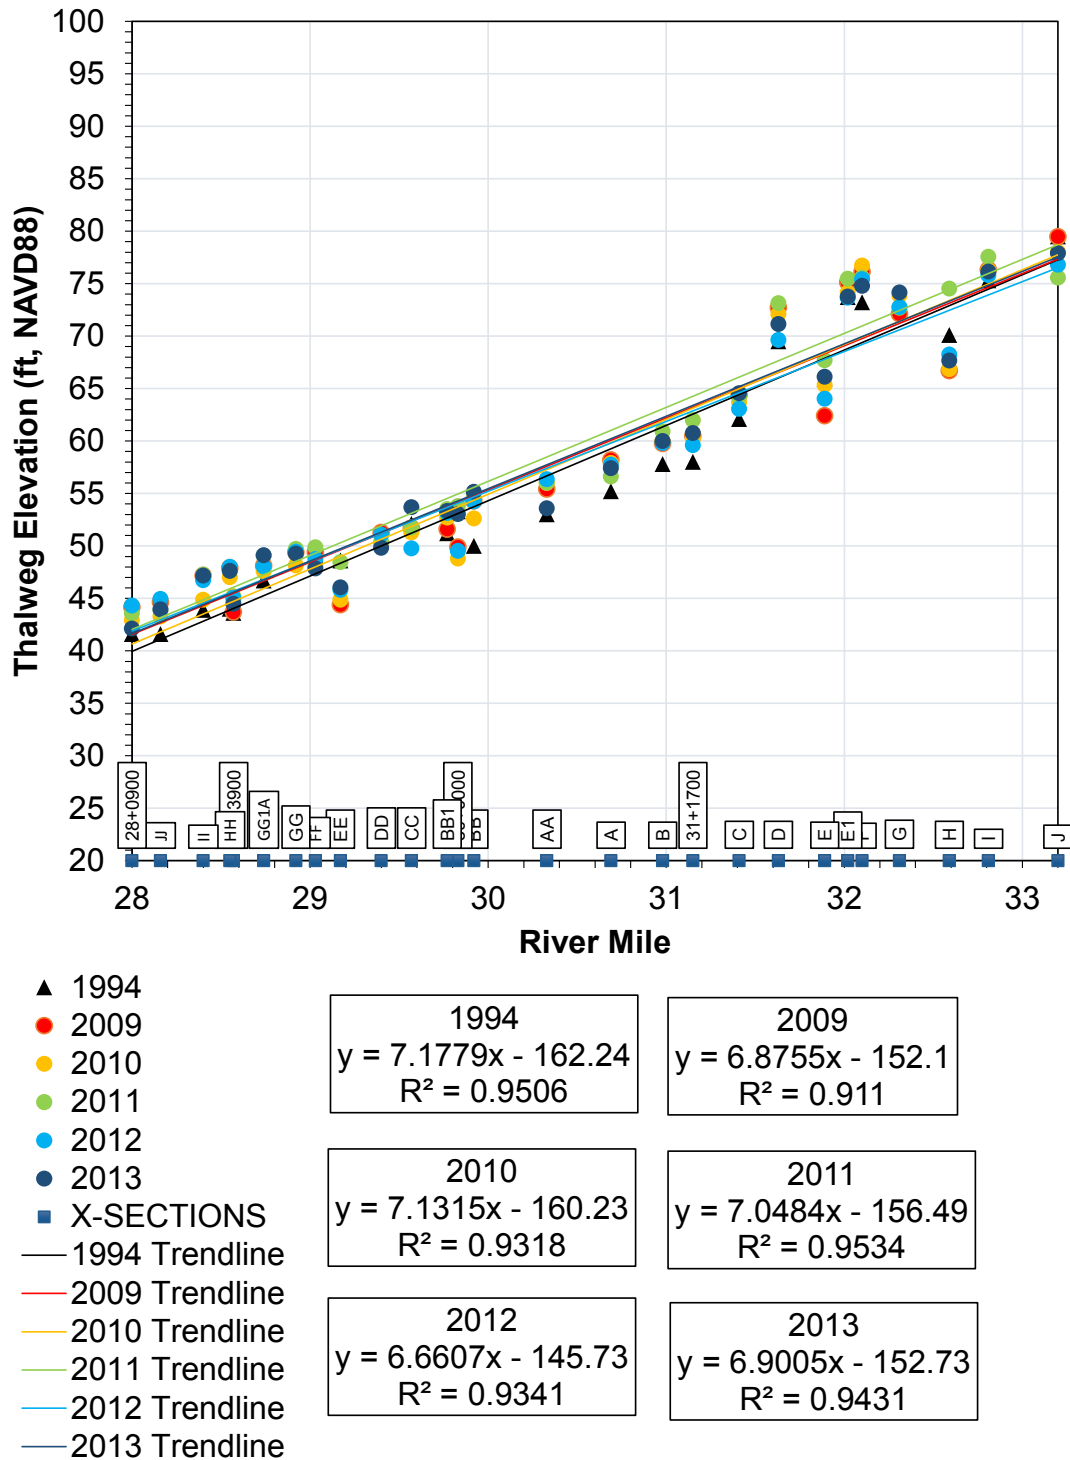 100
95
90
85
80
75
70
65
60
55
50
45
40
35
30
25
20
Thalweg Elevation (ft, NAVD88)
28+0900
JJ
II
HH
3900
GG1A
GG
FF
EE
DD
CC
BB1
000
BB
AA
A
B
31+1700
C
D
E
E1
G
H
I
J
28
29
30
31
32
33
River Mile
1994
2009
2010
2011
2012
2013
X-SECTIONS
1994 Trendline
2009 Trendline
2010 Trendline
2011 Trendline
2012 Trendline
2013 Trendline
1994
y = 7.1779x - 162.24
R² = 0.9506
2009
y = 6.8755x - 152.1
R² = 0.911
2010
y = 7.1315x - 160.23
R² = 0.9318
2011
y = 7.0484x - 156.49
R² = 0.9534
2012
y = 6.6607x - 145.73
R² = 0.9341
2013
y = 6.9005x - 152.73
R² = 0.9431